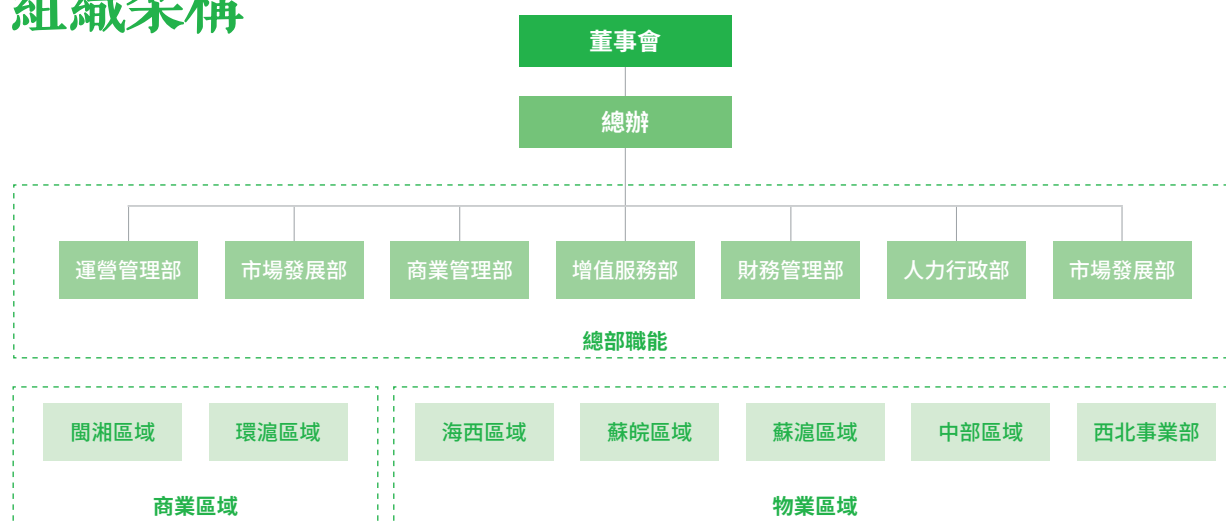 組織架構
董事會
總辦
運營管理部 市場發展部 商業管理部 增值服務部 財務管理部 人力行政部 市場發展部
總部職能
閩湘區域 環滬區域 海西區域 蘇皖區域 蘇滬區域 中部區域 西北事業部
商業區域 物業區域